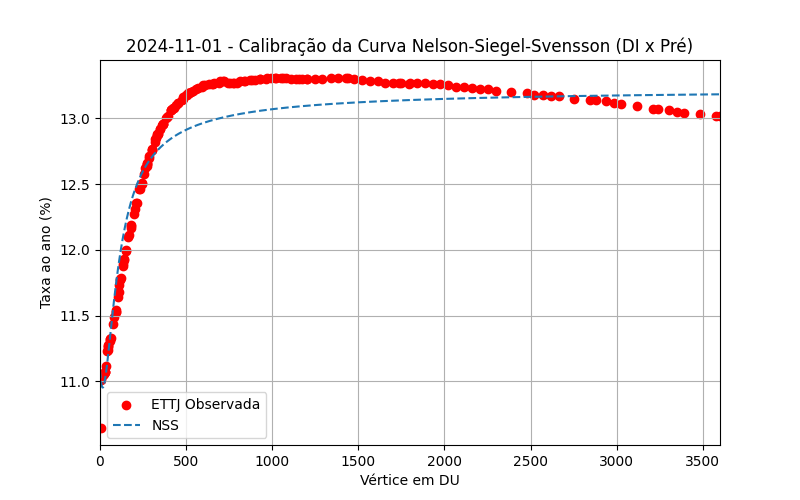 2024-11-01 - Calibração da Curva Nelson-Siegel-Svensson (DI x Pré)
Taxa ao ano (%)
13.0
12.5
12.0
11.5
11.0
ETTJ Observada
NSS
0 500 1000 1500 2000 2500 3000 3500
Vértice em DU